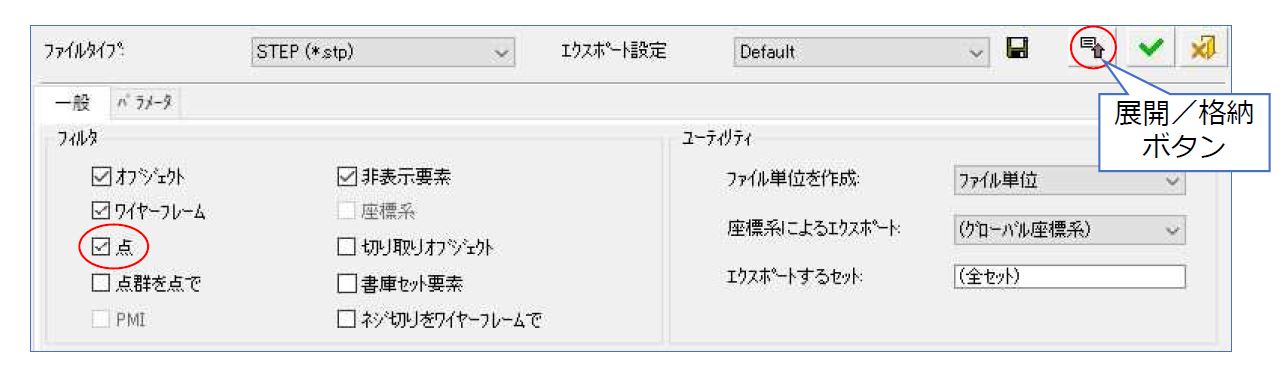 ファイルタイプ: STEP (*.stp) エクスポート設定 Default
展開／格納
ボタン
一般 パラメータ
フィルタ
オブジェクト 非表示要素
ワイヤーフレーム 座標系
点 切り取りオブジェクト
点群を点で 書庫セット要素
PMI ネジ切りをワイヤーフレームで
ユーティリティ
ファイル単位を作成: ファイル単位
座標系によるエクスポート: (グローバル座標系)
エクスポートするセット: (全セット)